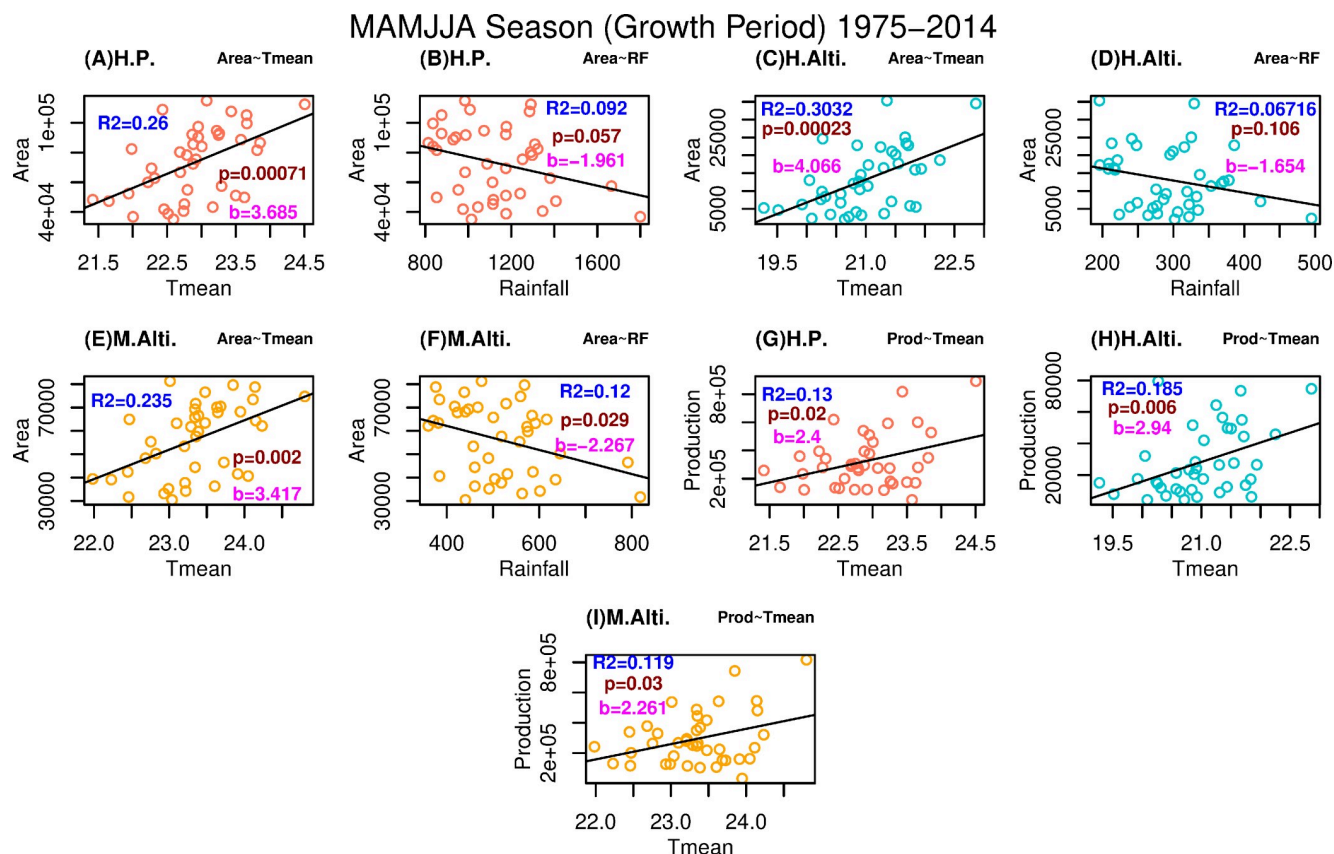 MAMJJA Season (Growth Period) 1975−2014
(A)H.P. Area~Tmean
R2=0.26
p=0.00071
b=3.685
Area
4e+04 1e+05
21.5 22.5 23.5 24.5
Tmean
(B)H.P. Area~RF
R2=0.092
p=0.057
b=−1.961
Area
4e+04 1e+05
800 1200 1600
Rainfall
(C)H.Alti. Area~Tmean
R2=0.3032
p=0.00023
b=4.066
Area
5000 25000
19.5 21.0 22.5
Tmean
(D)H.Alti. Area~RF
R2=0.06716
p=0.106
b=−1.654
Area
5000 25000
200 300 400 500
Rainfall
(E)M.Alti. Area~Tmean
R2=0.235
p=0.002
b=3.417
Area
30000 70000
22.0 23.0 24.0
Tmean
(F)M.Alti. Area~RF
R2=0.12
p=0.029
b=−2.267
Area
30000 70000
400 600 800
Rainfall
(G)H.P. Prod~Tmean
R2=0.13
p=0.02
b=2.4
Production
2e+05 8e+05
21.5 22.5 23.5 24.5
Tmean
(H)H.Alti. Prod~Tmean
R2=0.185
p=0.006
b=2.94
Production
20000 80000
19.5 21.0 22.5
Tmean
(I)M.Alti. Prod~Tmean
R2=0.119
p=0.03
b=2.261
Production
2e+05 8e+05
22.0 23.0 24.0
Tmean